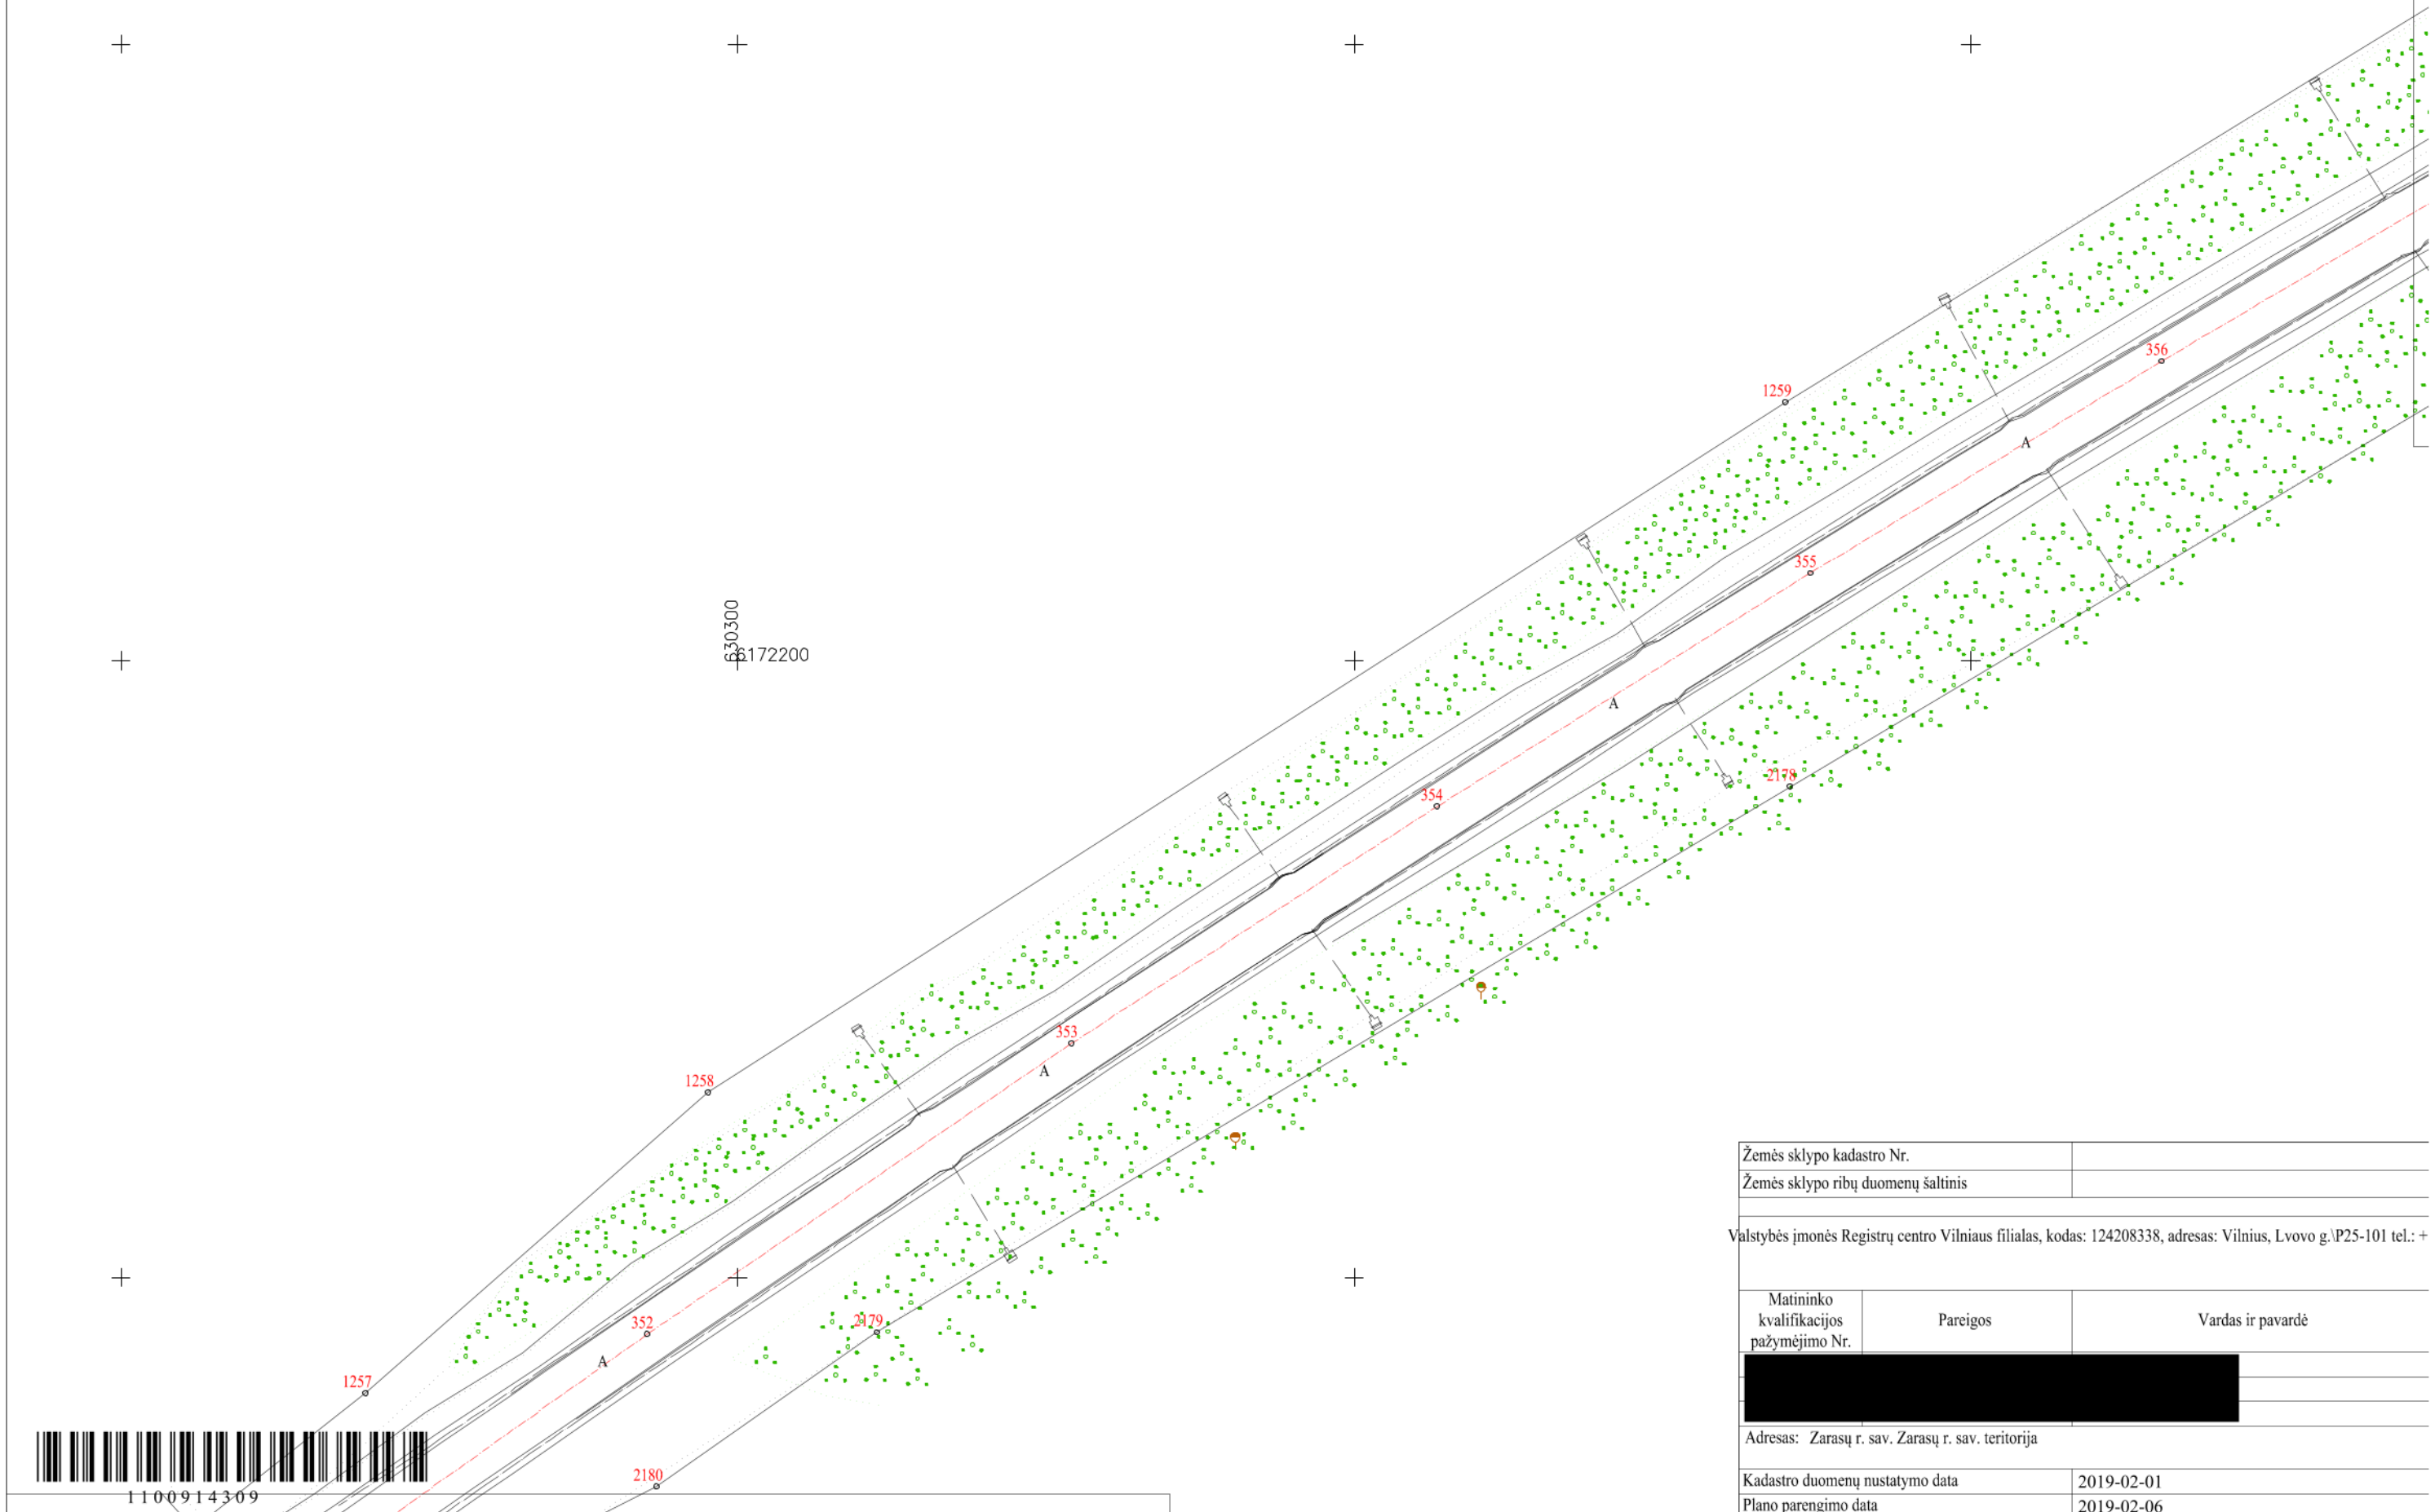 356
1259
A
355
630300
6172200
A
2178
354
353
A
1258
Žemės sklypo kadastro Nr.
Žemės sklypo ribų duomenų šaltinis
Valstybės įmonės Registrų centro Vilniaus filialas, kodas: 124208338, adresas: Vilnius, Lvovo g.\P25-101 tel.: +
Matininko kvalifikacijos pažymėjimo Nr. Pareigos Vardas ir pavardė
2179
352
A
1257
Adresas: Zarasų r. sav. Zarasų r. sav. teritorija
2180
Kadastro duomenų nustatymo data 2019-02-01
1100914309
Plano parengimo data 2019-02-06